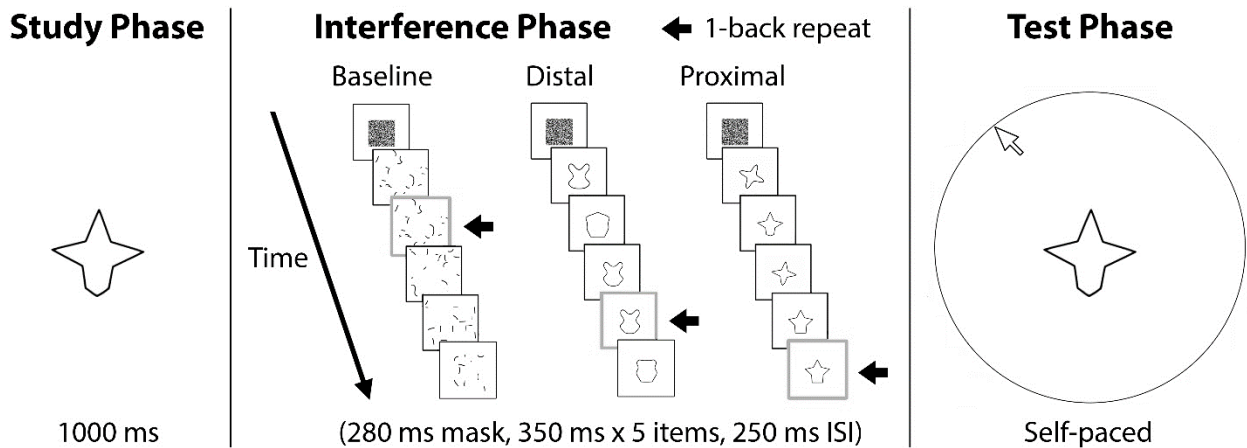 Study Phase
Interference Phase
1-back repeat
Test Phase
Baseline
Distal
Proximal
Time
1000 ms
(280 ms mask, 350 ms x 5 items, 250 ms ISI)
Self-paced